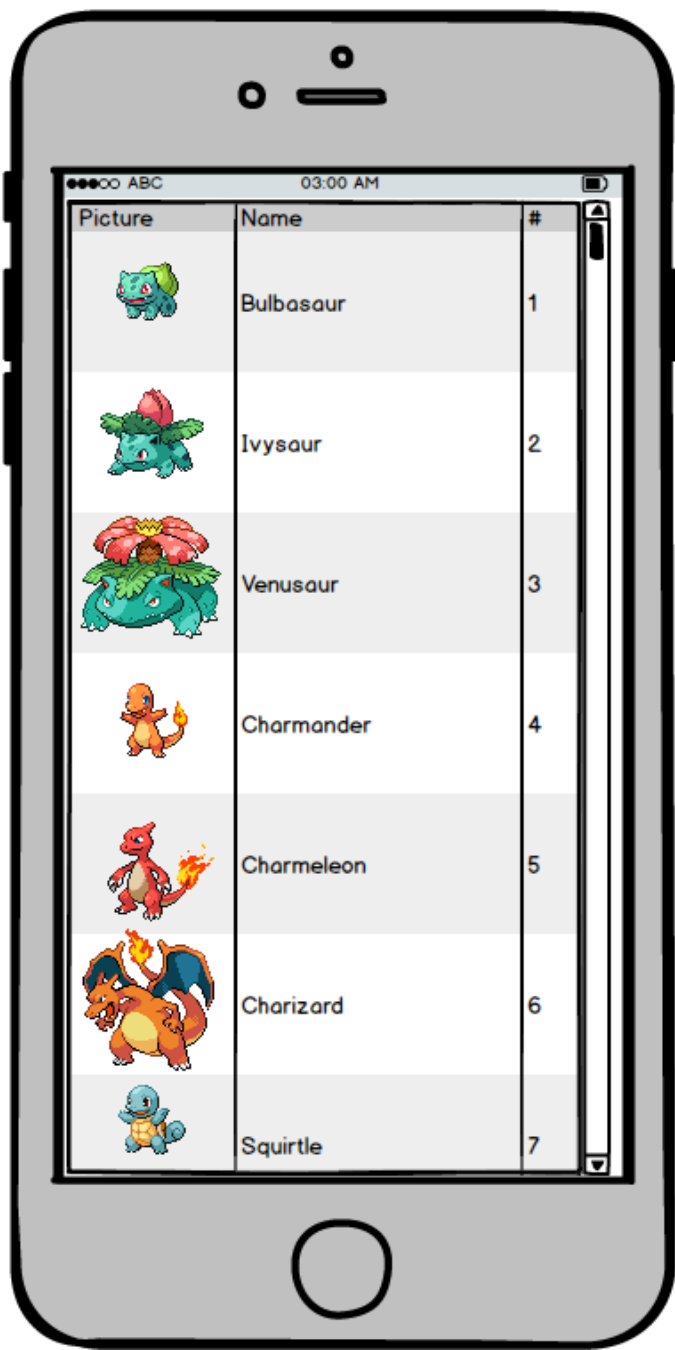 ABC 03:00 AM
Picture Name #
Bulbasaur 1
Ivysaur 2
Venusaur 3
Charmander 4
Charmeleon 5
Charizard 6
Squirtle 7